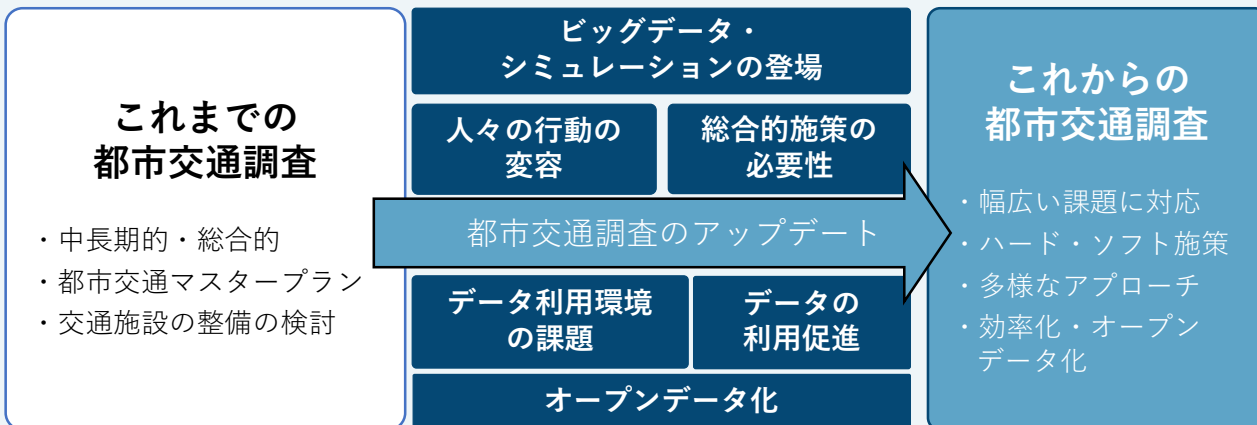 これまでの
都市交通調査
・中長期的・総合的
・都市交通マスタープラン
・交通施設の整備の検討
ビッグデータ・
シミュレーションの登場
人々の行動の
変容
総合的施策の
必要性
都市交通調査のアップデート
データ利用環境
の課題
データの
利用促進
オープンデータ化
これからの
都市交通調査
・幅広い課題に対応
・ハード・ソフト施策
・多様なアプローチ
・効率化・オープン
データ化